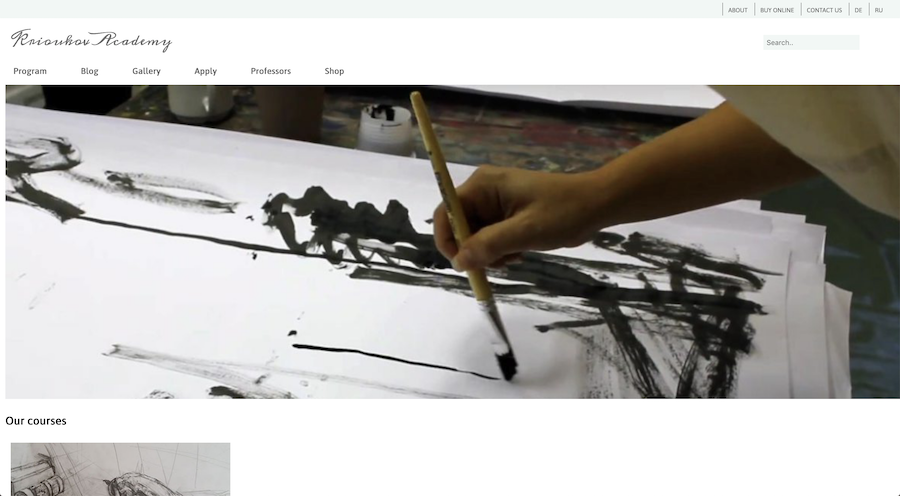 ABOUT BUY ONLINE CONTACT US DE RU
Krioukov Academy
Search..
Program Blog Gallery Apply Professors Shop
Our courses